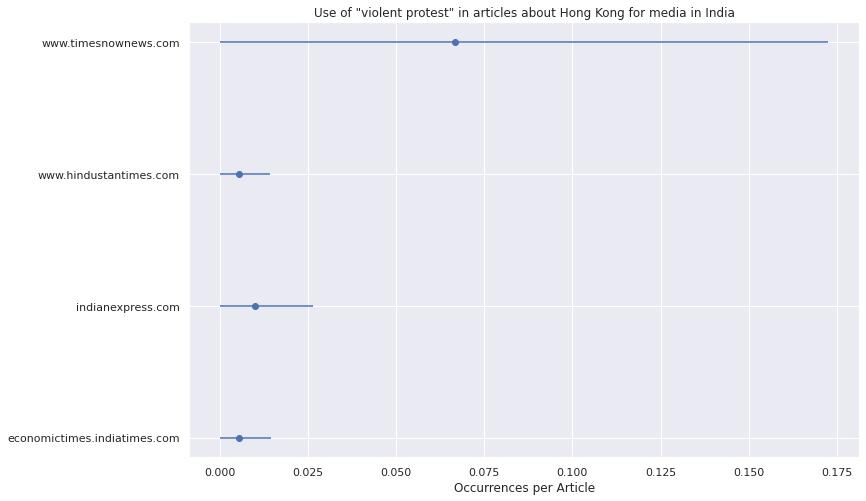 Use of "violent protest" in articles about Hong Kong for media in India
www.timesnownews.com
www.hindustantimes.com
indianexpress.com
economictimes.indiatimes.com
0.000 0.025 0.050 0.075 0.100 0.125 0.150 0.175
Occurrences per Article